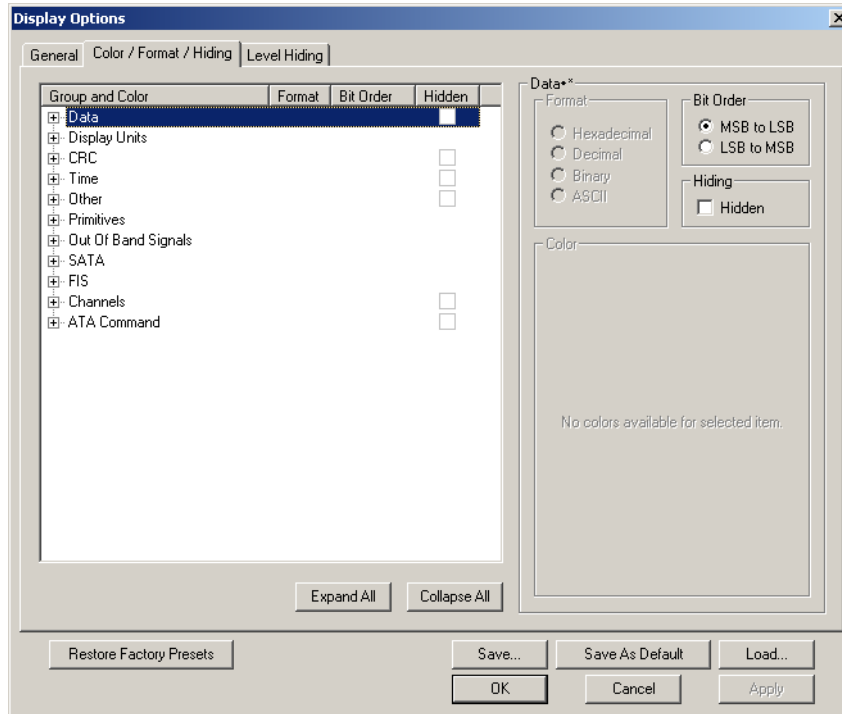 Display Options
General Color / Format / Hiding Level Hiding
Group and Color Format Bit Order Hidden
Data
Display Units
CRC
Time
Other
Primitives
Out Of Band Signals
SATA
FIS
Channels
ATA Command
Expand All Collapse All
Data•×
Format
Hexadecimal
Decimal
Binary
ASCII
Bit Order
MSB to LSB
LSB to MSB
Hiding
Hidden
Color
No colors available for selected item.
Restore Factory Presets Save... Save As Default Load...
OK Cancel Apply